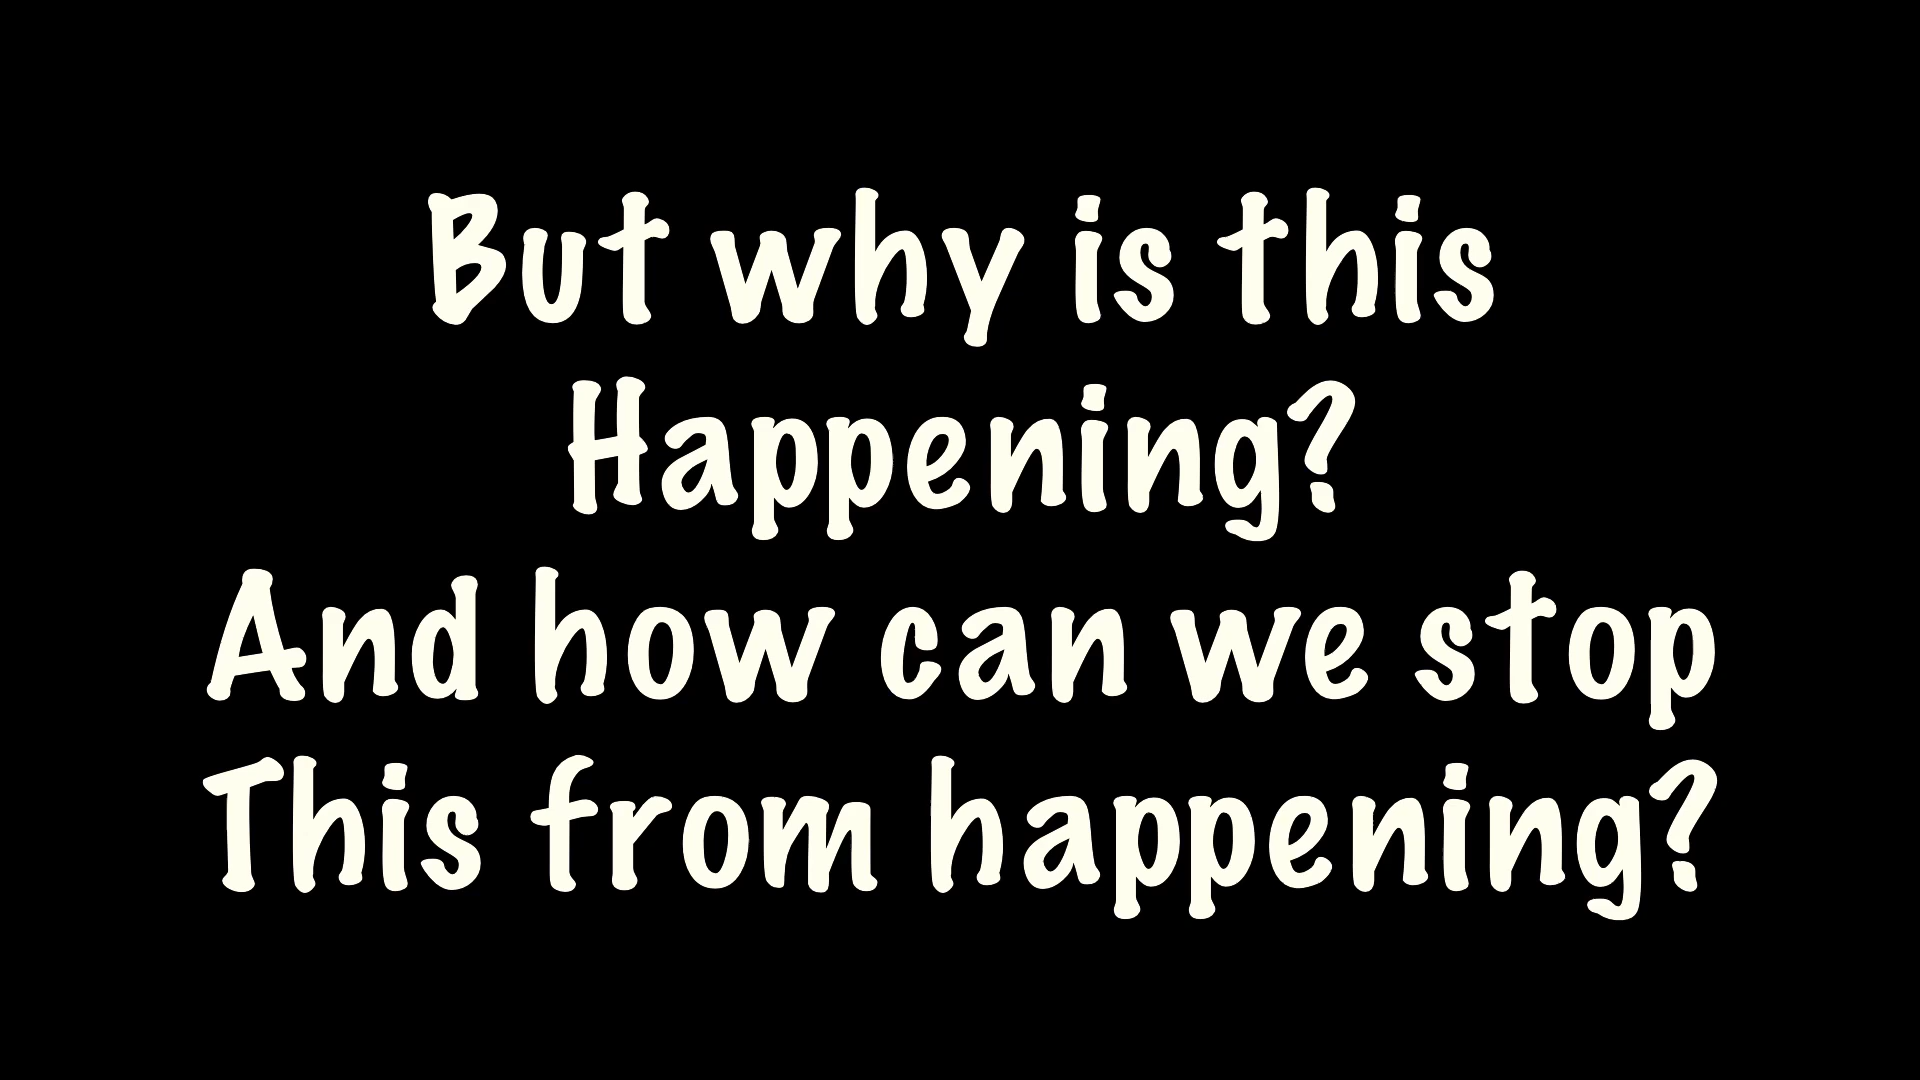 But why is this
Happening?
And how can we stop
This from happening?